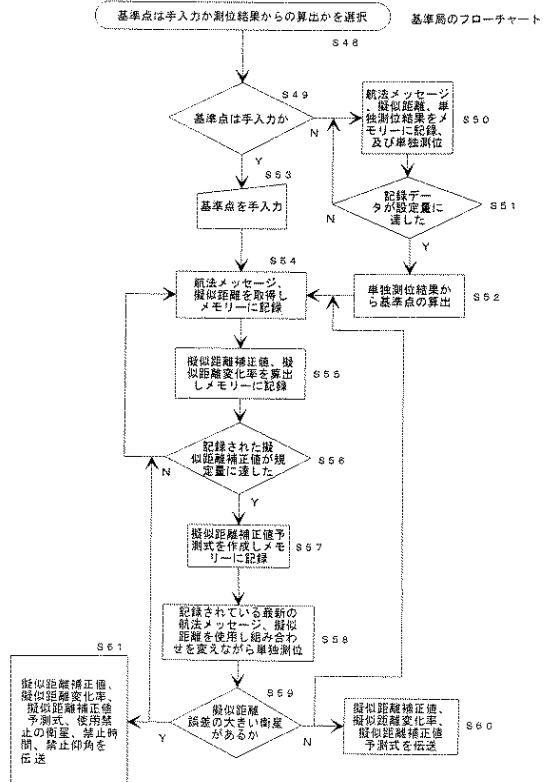 基準点は手入力か測位結果からの算出かを選択
基準局のフローチャート
S48
S49
基準点は手入力か
N
Y
航法メッセージ
、擬似距離、単
独測位結果をメ
モリーに記録、
及び単独測位
S50
記録デー
タが設定量に
達した
S51
N
Y
S53
基準点を手入力
単独測位結果か
ら基準点の算出
S52
S54
航法メッセージ、
擬似距離を取得し
メモリーに記録
擬似距離補正値、擬
似距離変化率を算出
しメモリーに記録
S55
記録された擬
似距離補正値が規
定量に達した
S56
N
Y
擬似距離補正値予
測式を作成しメモ
リーに記録
S57
記録されている最新の
航法メッセージ、擬似
距離を使用し組み合わ
せを変えながら単独測位
S58
S59
擬似距離
誤差の大きい衛星
があるか
Y
N
S61
擬似距離補正値、
擬似距離変化率、
擬似距離補正値
予測式、使用禁
止の衛星、禁止時
間、禁止仰角を
伝送
擬似距離補正値、
擬似距離変化率、
擬似距離補正値
予測式を伝送
S60